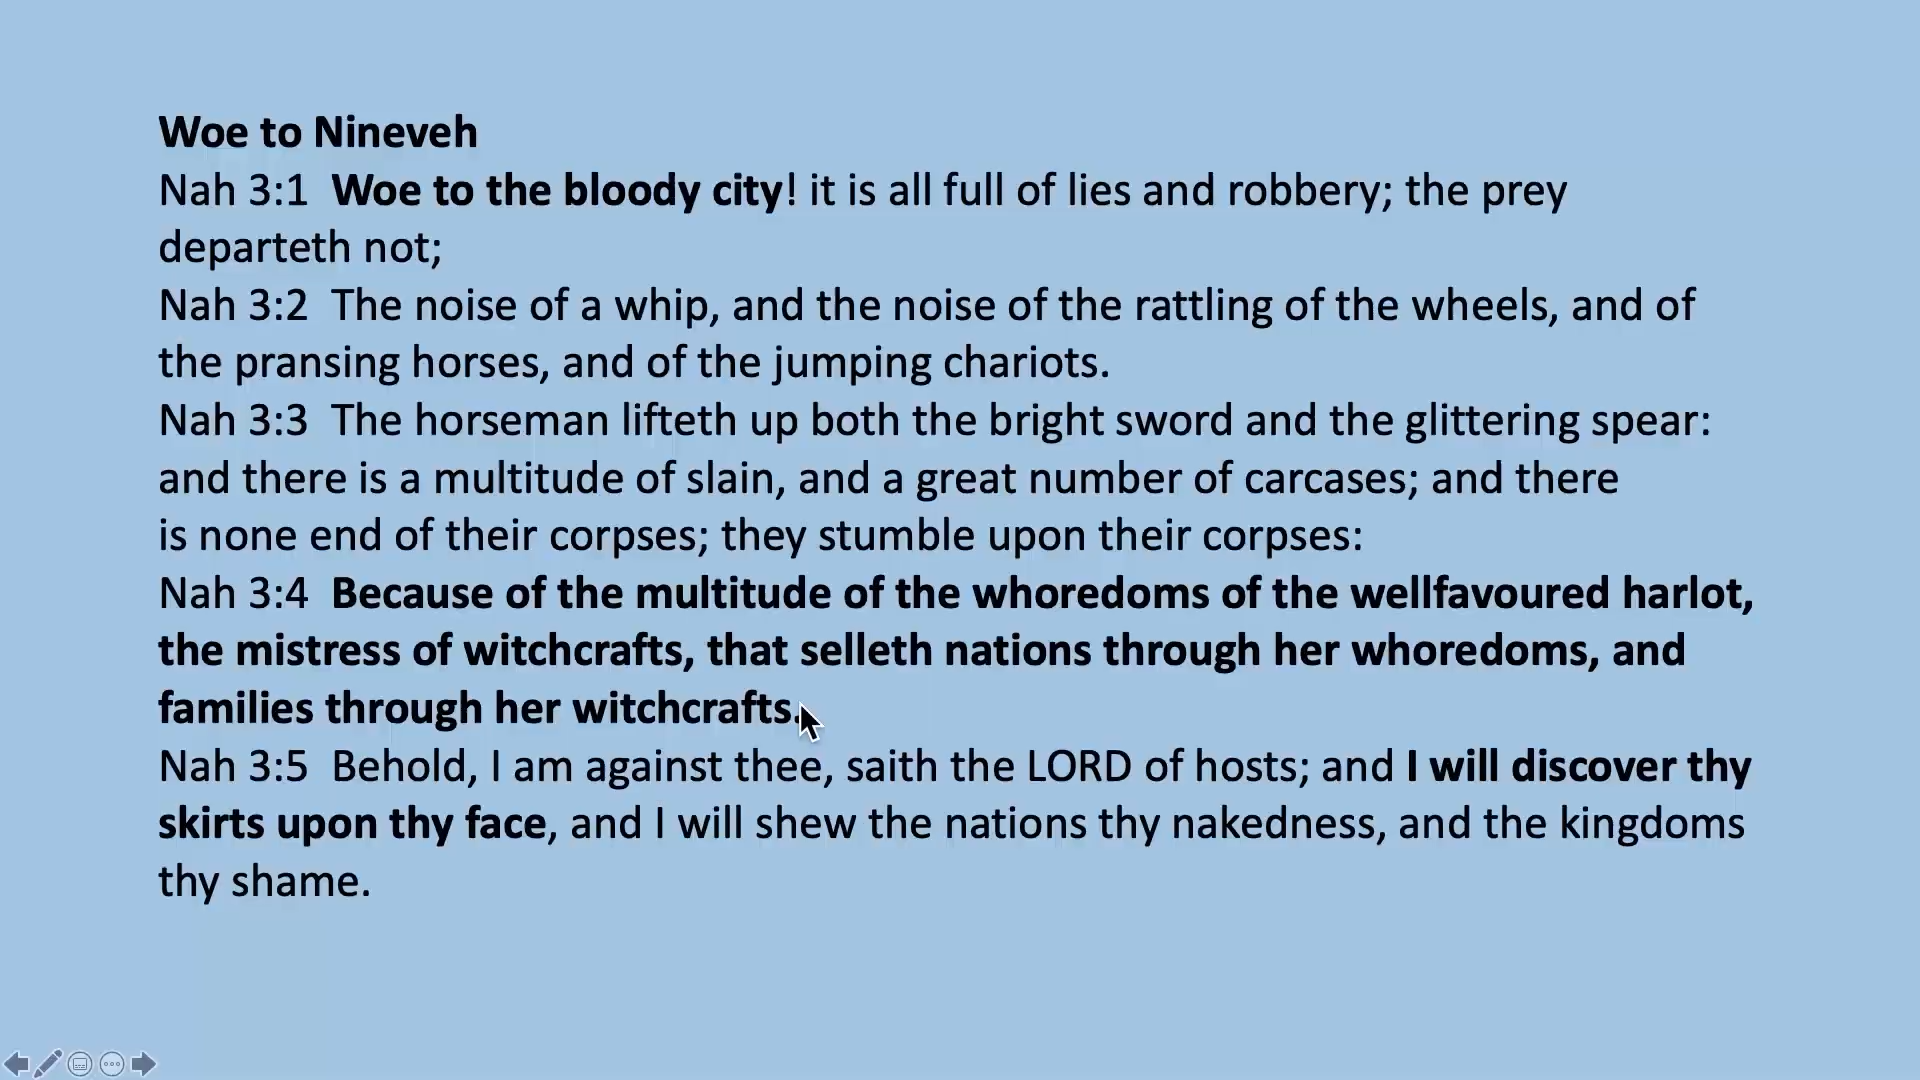 Woe to Nineveh
Nah 3:1  Woe to the bloody city! it is all full of lies and robbery; the prey
departeth not;
Nah 3:2  The noise of a whip, and the noise of the rattling of the wheels, and of
the pransing horses, and of the jumping chariots.
Nah 3:3  The horseman lifteth up both the bright sword and the glittering spear:
and there is a multitude of slain, and a great number of carcases; and there
is none end of their corpses; they stumble upon their corpses:
Nah 3:4  Because of the multitude of the whoredoms of the wellfavoured harlot,
the mistress of witchcrafts, that selleth nations through her whoredoms, and
families through her witchcrafts.
Nah 3:5  Behold, I am against thee, saith the LORD of hosts; and I will discover thy
skirts upon thy face, and I will shew the nations thy nakedness, and the kingdoms
thy shame.